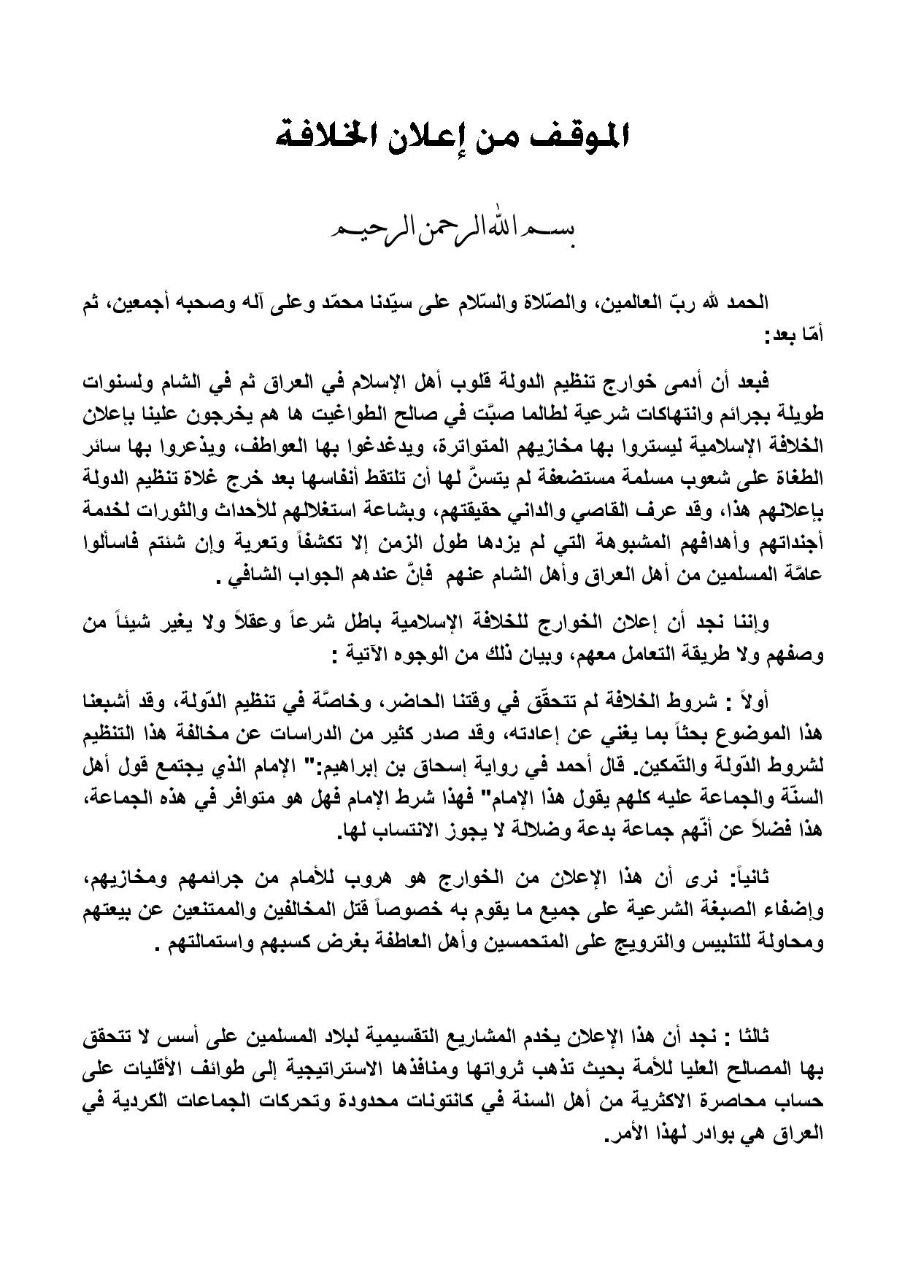 الموقف من إعلان الخلافة
بسم الله الرحمن الرحيم
الحمد لله ربّ العالمين، والصّلاة والسّلام على سيّدنا محمّد وعلى آله وصحبه أجمعين، ثم
أمّا بعد:
فبعد أن أدمى خوارج تنظيم الدولة قلوب أهل الإسلام في العراق ثم في الشام ولسنوات
طويلة بجرائم وانتهاكات شرعية لطالما صبَّت في صالح الطواغيت ها هم يخرجون علينا بإعلان
الخلافة الإسلامية ليستروا بها مخازيهم المتواترة، ويدغدغوا بها العواطف، ويذعروا بها سائر
الطغاة على شعوب مسلمة مستضعفة لم يتسنَّ لها أن تلتقط أنفاسها بعد خرج غلاة تنظيم الدولة
بإعلانهم هذا، وقد عرف القاصي والداني حقيقتهم، وبشاعة استغلالهم للأحداث والثورات لخدمة
أجنداتهم وأهدافهم المشبوهة التي لم يزدها طول الزمن إلا تكشفاً وتعرية وإن شئتم فاسألوا
عامَّة المسلمين من أهل العراق وأهل الشام عنهم فإنَّ عندهم الجواب الشافي .
وإننا نجد أن إعلان الخوارج للخلافة الإسلامية باطل شرعاً وعقلاً ولا يغير شيئاً من
وصفهم ولا طريقة التعامل معهم، وبيان ذلك من الوجوه الآتية :
أولاً : شروط الخلافة لم تتحقّق في وقتنا الحاضر، وخاصَّة في تنظيم الدّولة، وقد أشبعنا
هذا الموضوع بحثاً بما يغني عن إعادته، وقد صدر كثير من الدراسات عن مخالفة هذا التنظيم
لشروط الدّولة والتّمكين. قال أحمد في رواية إسحاق بن إبراهيم:" الإمام الذي يجتمع قول أهل
السنّة والجماعة عليه كلهم يقول هذا الإمام" فهذا شرط الإمام فهل هو متوافر في هذه الجماعة،
هذا فضلاً عن أنّهم جماعة بدعة وضلالة لا يجوز الانتساب لها.
ثانياً: نرى أن هذا الإعلان من الخوارج هو هروب للأمام من جرائمهم ومخازيهم،
وإضفاء الصبغة الشرعية على جميع ما يقوم به خصوصاً قتل المخالفين والممتنعين عن بيعتهم
ومحاولة للتلبيس والترويج على المتحمسين وأهل العاطفة بغرض كسبهم واستمالتهم .
ثالثا : نجد أن هذا الإعلان يخدم المشاريع التقسيمية لبلاد المسلمين على أسس لا تتحقق
بها المصالح العليا للأمة بحيث تذهب ثرواتها ومنافذها الاستراتيجية إلى طوائف الأقليات على
حساب محاصرة الاكثرية من أهل السنة في كانتونات محدودة وتحركات الجماعات الكردية في
العراق هي بوادر لهذا الأمر.